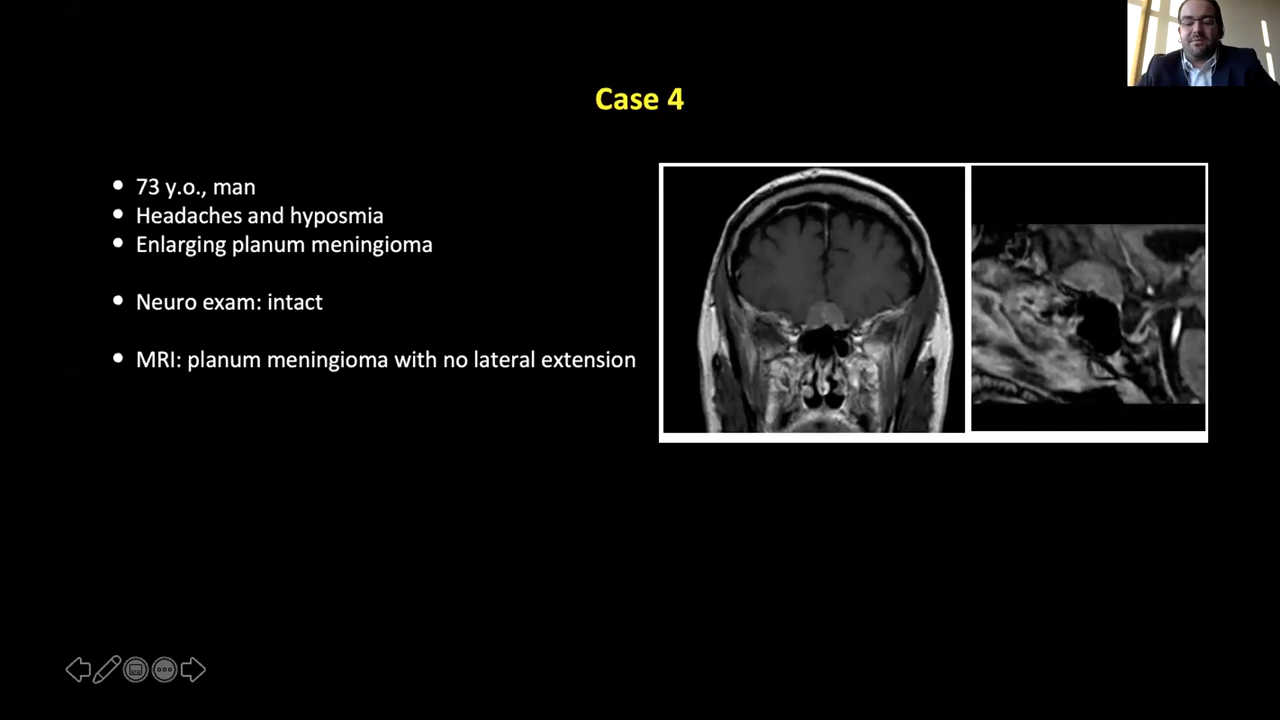 Case 4
73 y.o., man
Headaches and hyposmia
Enlarging planum meningioma
Neuro exam: intact
MRI: planum meningioma with no lateral extension